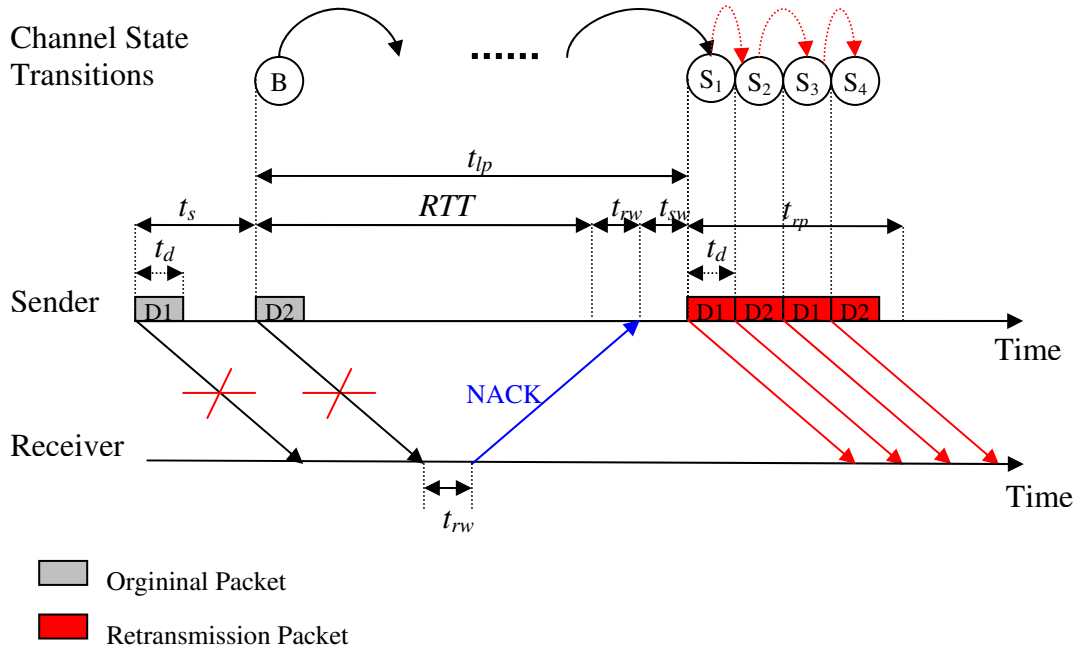 Channel State
Transitions
B
......
S1
S2
S3
S4
tlp
ts
RTT
trw
tsw
trp
td
td
Sender
D1
D2
D1
D2
D1
D2
Time
NACK
Receiver
Time
trw
Orgininal Packet
Retransmission Packet